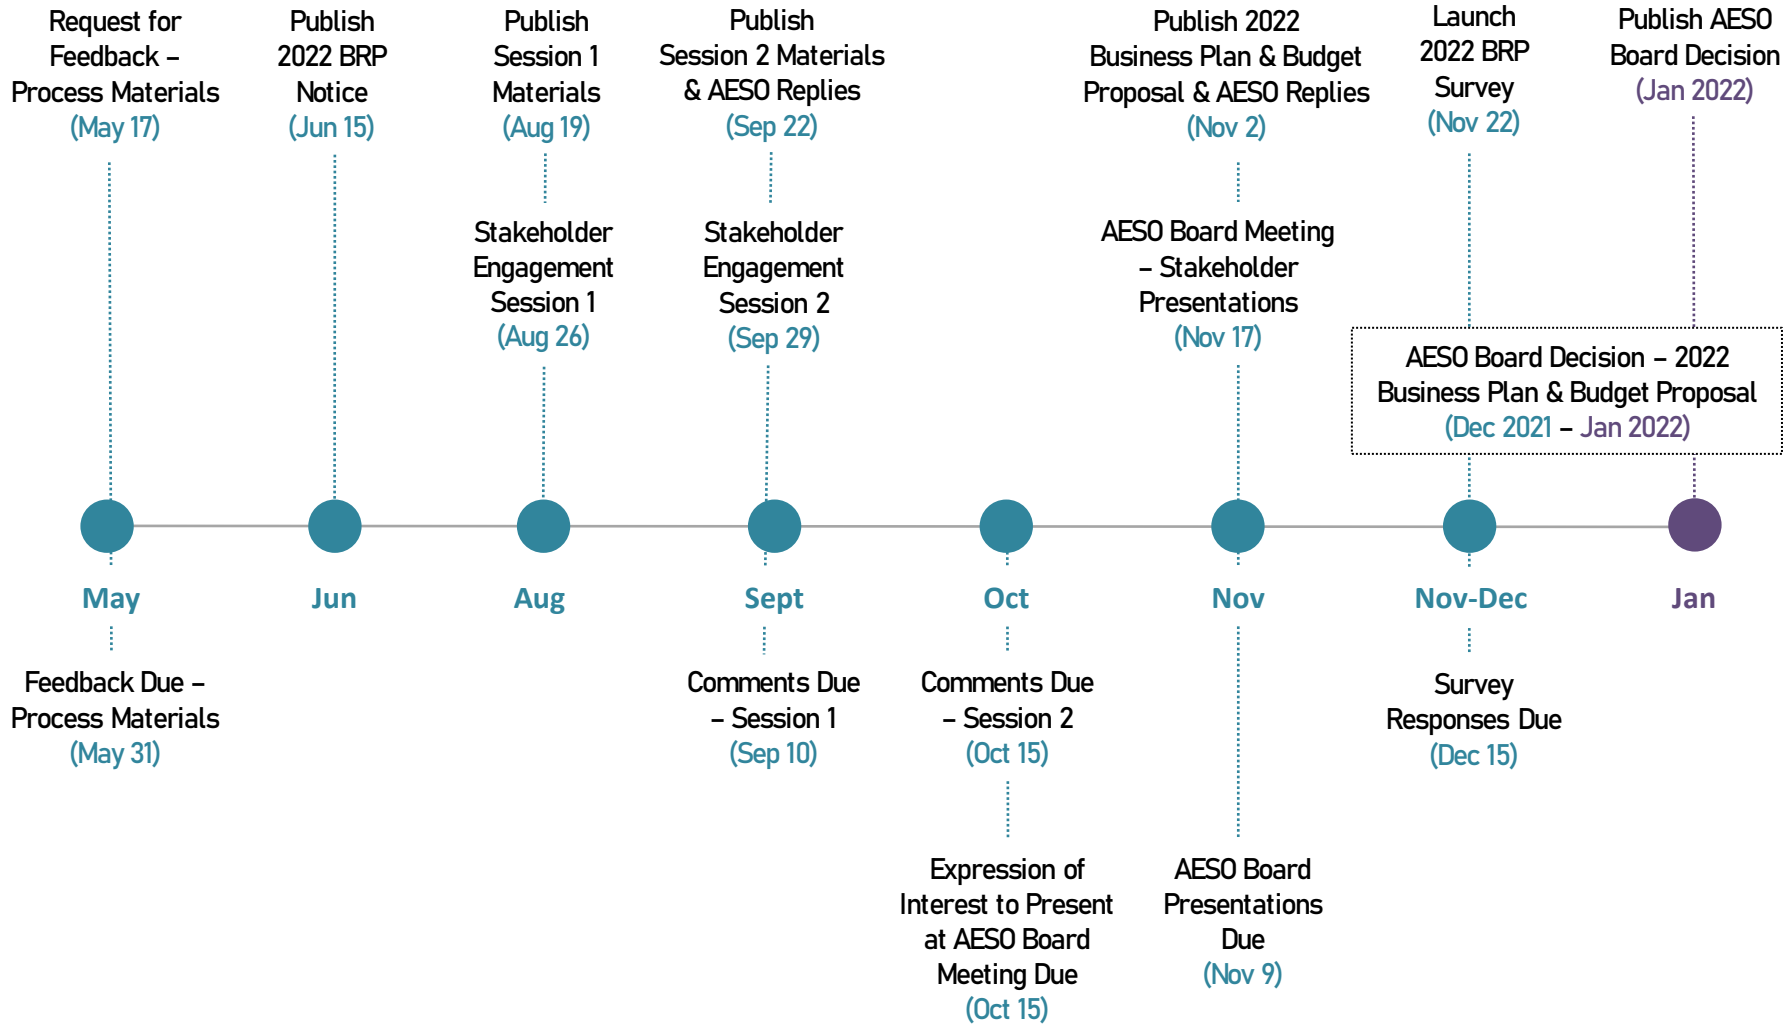 Request for
Feedback –
Process Materials
(May 17)
Publish
2022 BRP
Notice
(Jun 15)
Publish
Session 1
Materials
(Aug 19)
Publish
Session 2 Materials
& AESO Replies
(Sep 22)
Publish 2022
Business Plan & Budget
Proposal & AESO Replies
(Nov 2)
Launch
2022 BRP
Survey
(Nov 22)
Publish AESO
Board Decision
(Jan 2022)
Stakeholder
Engagement
Session 1
(Aug 26)
Stakeholder
Engagement
Session 2
(Sep 29)
AESO Board Meeting
– Stakeholder
Presentations
(Nov 17)
AESO Board Decision – 2022
Business Plan & Budget Proposal
(Dec 2021 – Jan 2022)
May
Jun
Aug
Sept
Oct
Nov
Nov-Dec
Jan
Feedback Due –
Process Materials
(May 31)
Comments Due
– Session 1
(Sep 10)
Comments Due
– Session 2
(Oct 15)
Survey
Responses Due
(Dec 15)
Expression of
Interest to Present
at AESO Board
Meeting Due
(Oct 15)
AESO Board
Presentations
Due
(Nov 9)